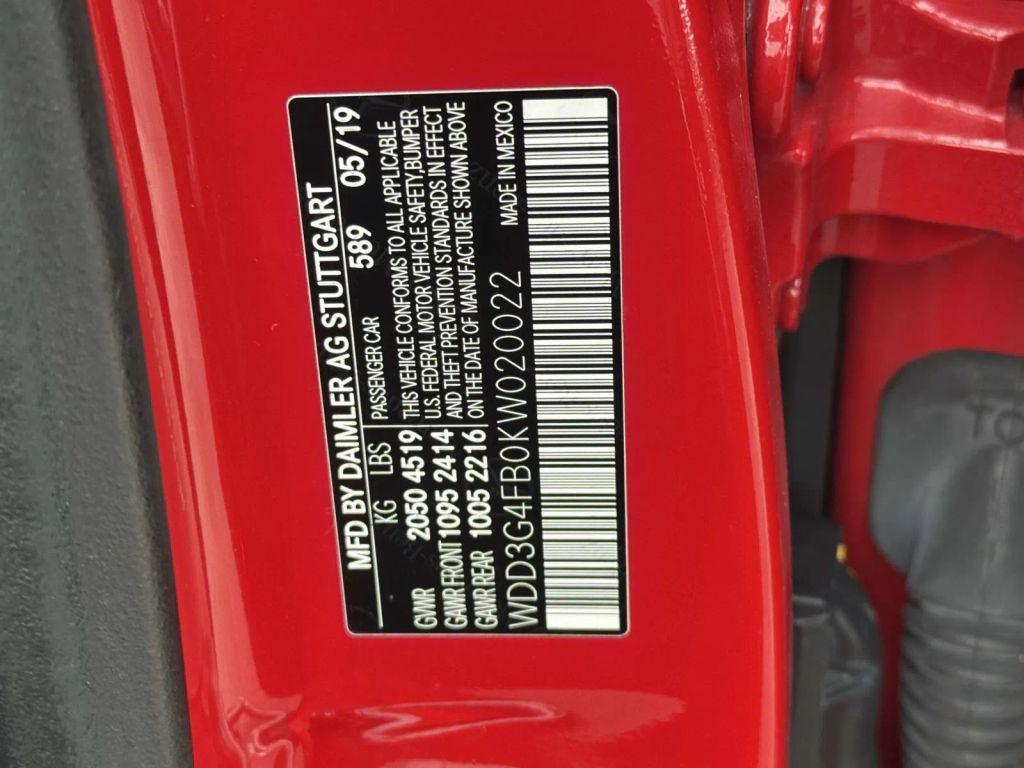 MFD BY DAIMLER AG STUTTGART
KG LBS 589 05/19
PASSENGER CAR
GWR 2050 4519 THIS VEHICLE CONFORMS TO ALL APPLICABLE
GAWR FRONT 1095 2414 U.S. FEDERAL MOTOR VEHICLE SAFETY,BUMPER
GAWR REAR 1005 2216 AND THEFT PREVENTION STANDARDS IN EFFECT
ON THE DATE OF MANUFACTURE SHOWN ABOVE
WDD3G4FB0KW020022 MADE IN MEXICO
TO